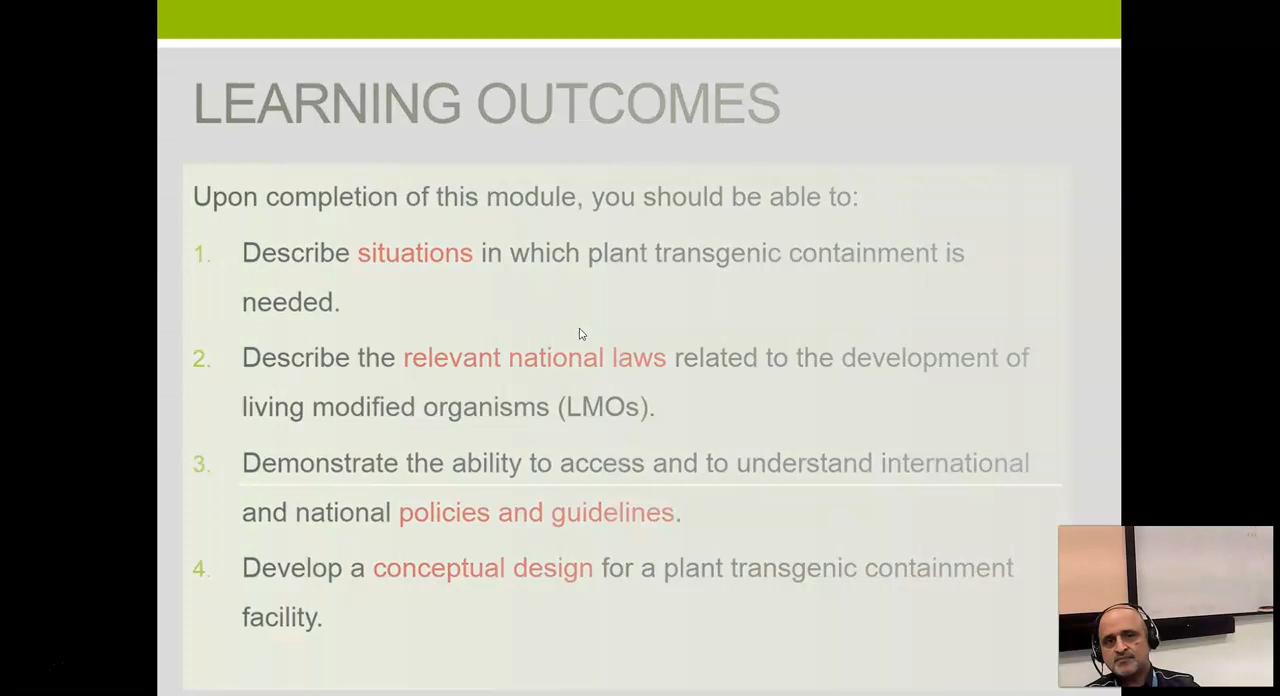 LEARNING OUTCOMES
Upon completion of this module, you should be able to:
1. Describe situations in which plant transgenic containment is
needed.
2. Describe the relevant national laws related to the development of
living modified organisms (LMOs).
3. Demonstrate the ability to access and to understand international
and national policies and guidelines.
4. Develop a conceptual design for a plant transgenic containment
facility.